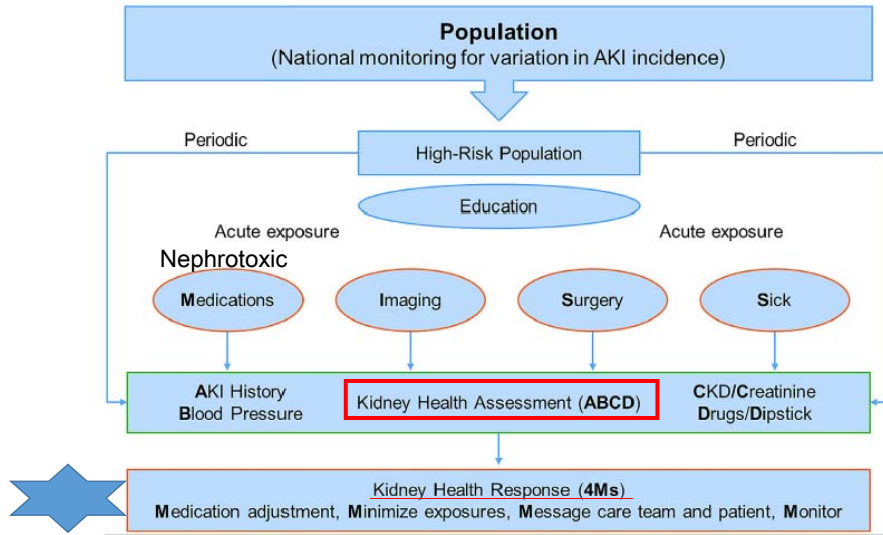 Population
(National monitoring for variation in AKI incidence)
Periodic
Periodic
High-Risk Population
Education
Acute exposure
Acute exposure
Nephrotoxic
Medications
Imaging
Surgery
Sick
AKI History
Blood Pressure
Kidney Health Assessment (ABCD)
CKD/Creatinine
Drugs/Dipstick
Kidney Health Response (4Ms)
Medication adjustment, Minimize exposures, Message care team and patient, Monitor